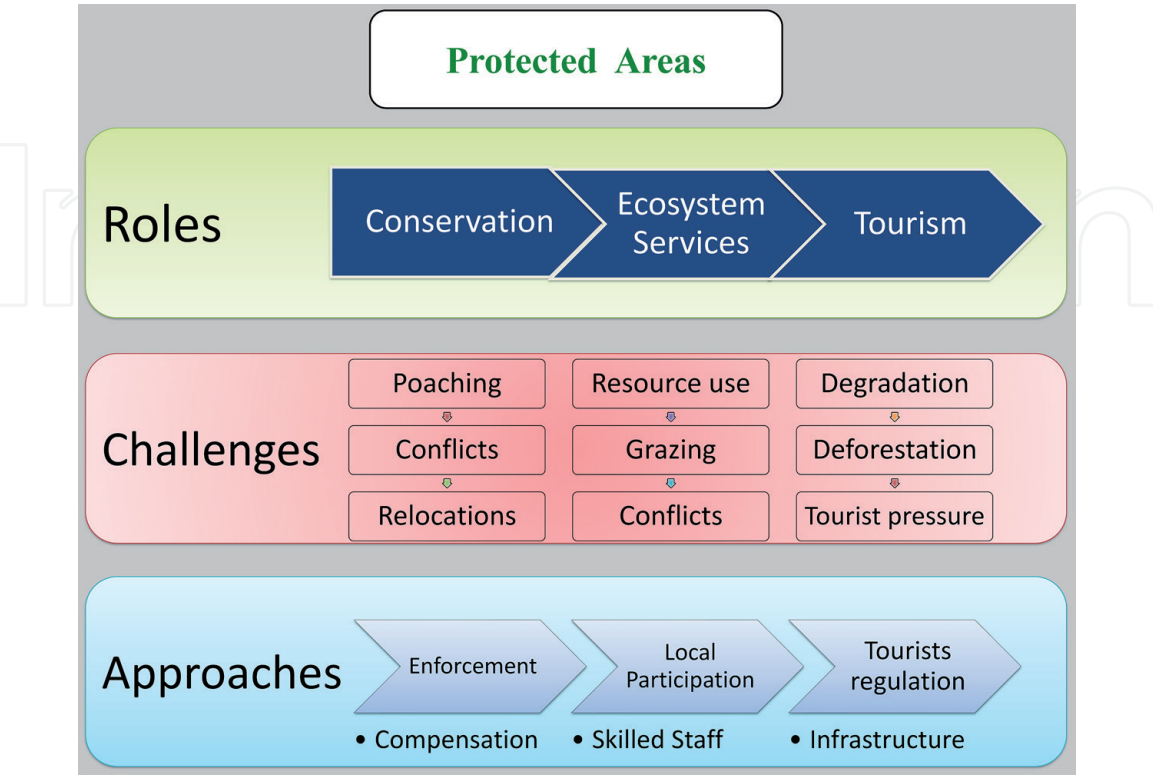 Protected Areas
Roles
Conservation
Ecosystem
Services
Tourism
Challenges
Poaching
Conflicts
Relocations
Resource use
Grazing
Conflicts
Degradation
Deforestation
Tourist pressure
Approaches
Enforcement
• Compensation
Local
Participation
• Skilled Staff
Tourists
regulation
• Infrastructure